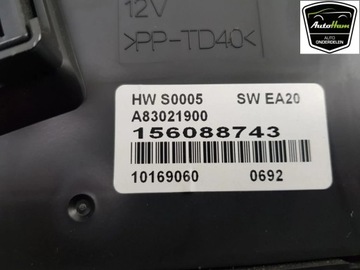 12V
>PP-TD40<
AutoHam
AUTO
ONDERDELEN
HW S0005 SW EA20
A83021900
156088743
10169060 0692